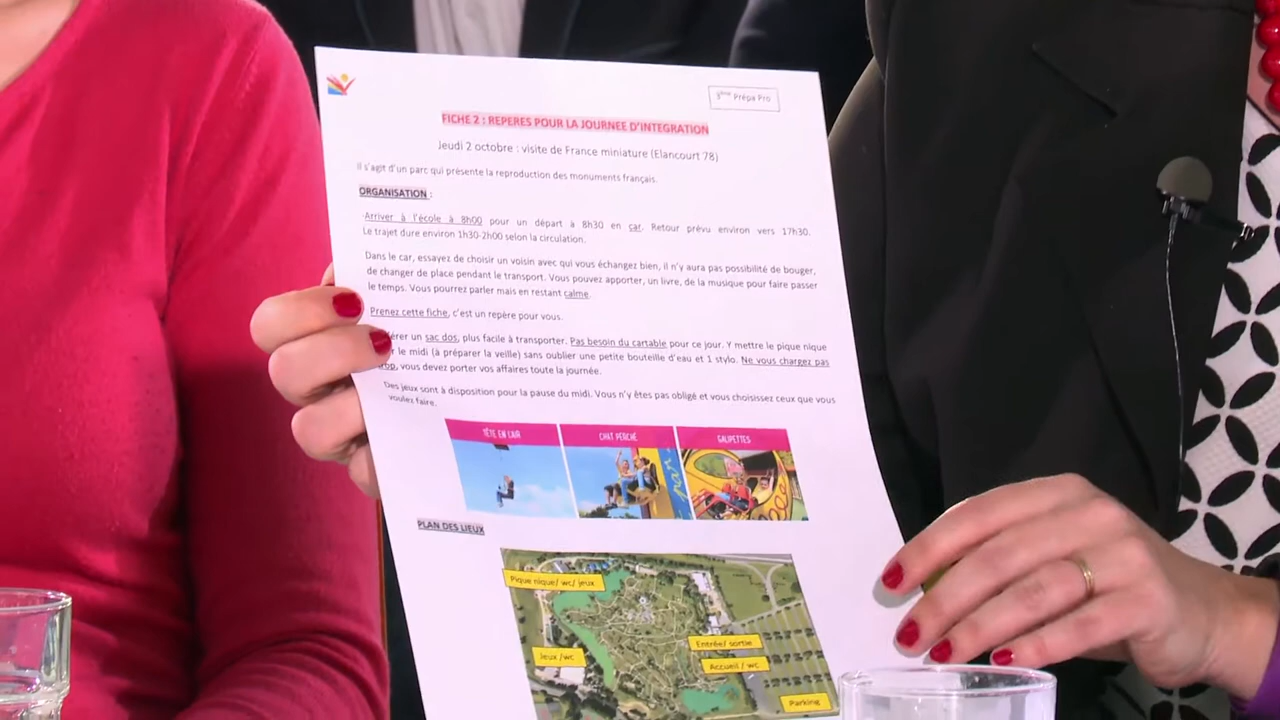 3ème Prépa Pro
FICHE 2 : REPERES POUR LA JOURNEE D'INTEGRATION
Jeudi 2 octobre : visite de France miniature (Elancourt 78)
Il s'agit d'un parc qui présente la reproduction des monuments français.
ORGANISATION :
Arriver à l'école à 8h00 pour un départ à 8h30 en car. Retour prévu environ vers 17h30.
Le trajet dure environ 1h30-2h00 selon la circulation.
Dans le car, essayez de choisir un voisin avec qui vous échangez bien, il n'y aura pas possibilité de bouger,
de changer de place pendant le transport. Vous pouvez apporter, un livre, de la musique pour faire passer
le temps. Vous pourrez parler mais en restant calme.
Prenez cette fiche, c'est un repère pour vous.
érer un sac dos, plus facile à transporter. Pas besoin du cartable pour ce jour. Y mettre le pique nique
r le midi (à préparer la veille) sans oublier une petite bouteille d'eau et 1 stylo. Ne vous chargez pas
op, vous devez porter vos affaires toute la journée.
Des jeux sont à disposition pour la pause du midi. Vous n'y êtes pas obligé et vous choisissez ceux que vous
voulez faire.
TÊTE EN L'AIR CHAT PERCHÉ GALIPETTES
PLAN DES LIEUX
Pique nique/ wc/ jeux
Entrée/ sortie
Jeux /wc
Accueil / wc
Parking